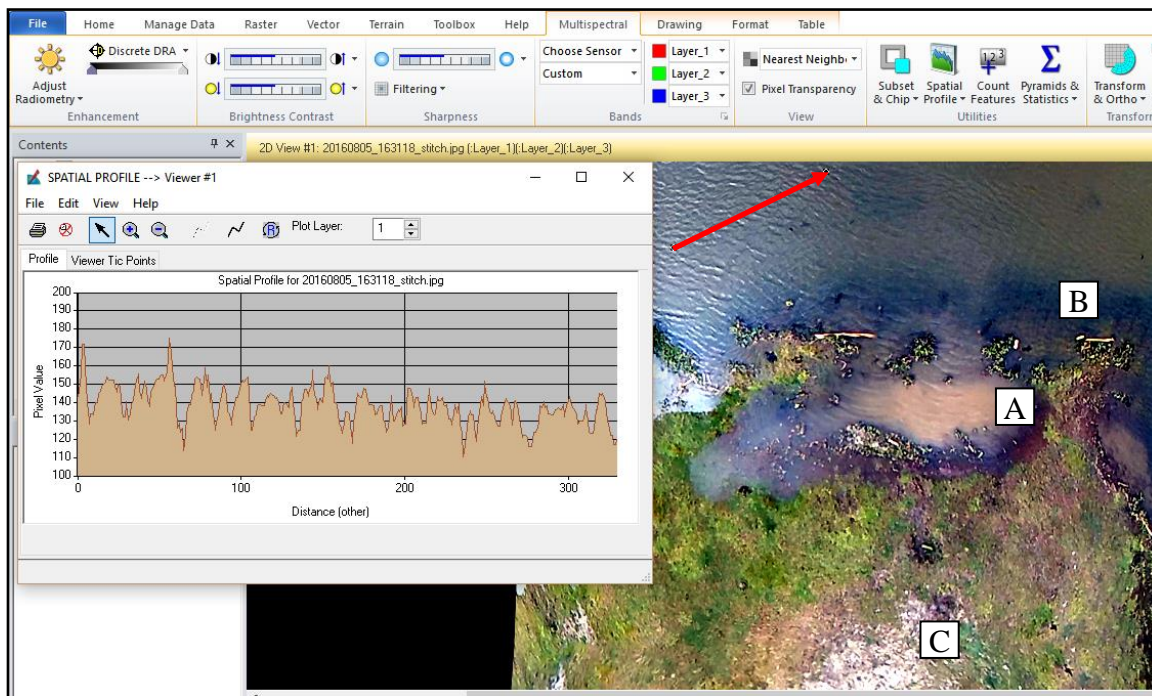 File Home Manage Data Raster Vector Terrain Toolbox Help Multispectral Drawing Format Table
Discrete DRA
Adjust
Radiometry
Enhancement
Brightness Contrast
Filtering
Sharpness
Choose Sensor
Custom
Layer_1
Layer_2
Layer_3
Bands
Nearest Neighb
Pixel Transparency
View
Subset
& Chip
Spatial
Profile
1 2 3
Count
Features
Σ
Pyramids &
Statistics
Utilities
Transform
& Ortho
Transform
Contents
2D View #1: 20160805_163118_stitch.jpg (:Layer_1)(:Layer_2)(:Layer_3)
SPATIAL PROFILE --> Viewer #1
File Edit View Help
Plot Layer: 1
Profile Viewer Tic Points
Spatial Profile for 20160805_163118_stitch.jpg
200
190
180
170
160
150
140
130
120
110
100
Pixel Value
0 100 200 300
Distance (other)
B
A
C